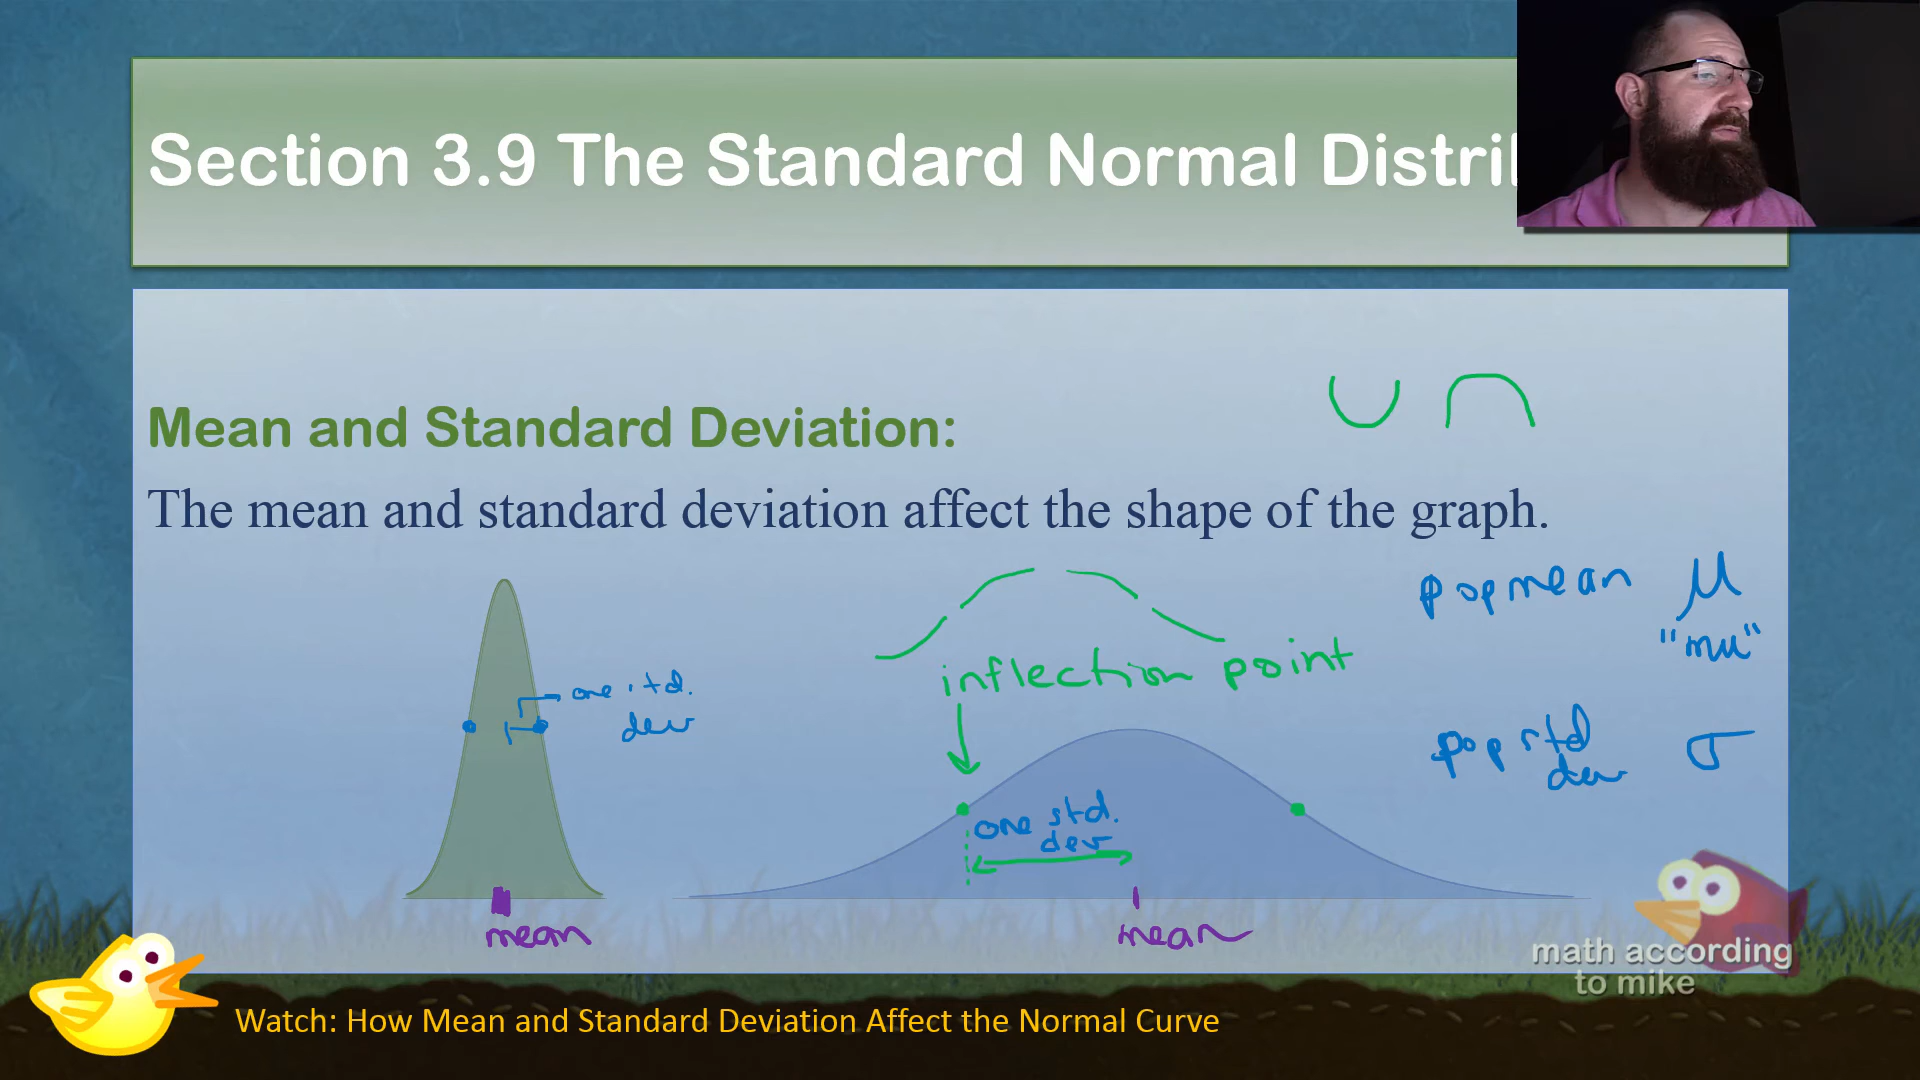 Section 3.9 The Standard Normal Distri
Mean and Standard Deviation:
The mean and standard deviation affect the shape of the graph.
pop mean μ
"mu"
inflection point
one std.
dev
pop std
dev σ
one std.
dev
mean
mean
math according
to mike
Watch: How Mean and Standard Deviation Affect the Normal Curve